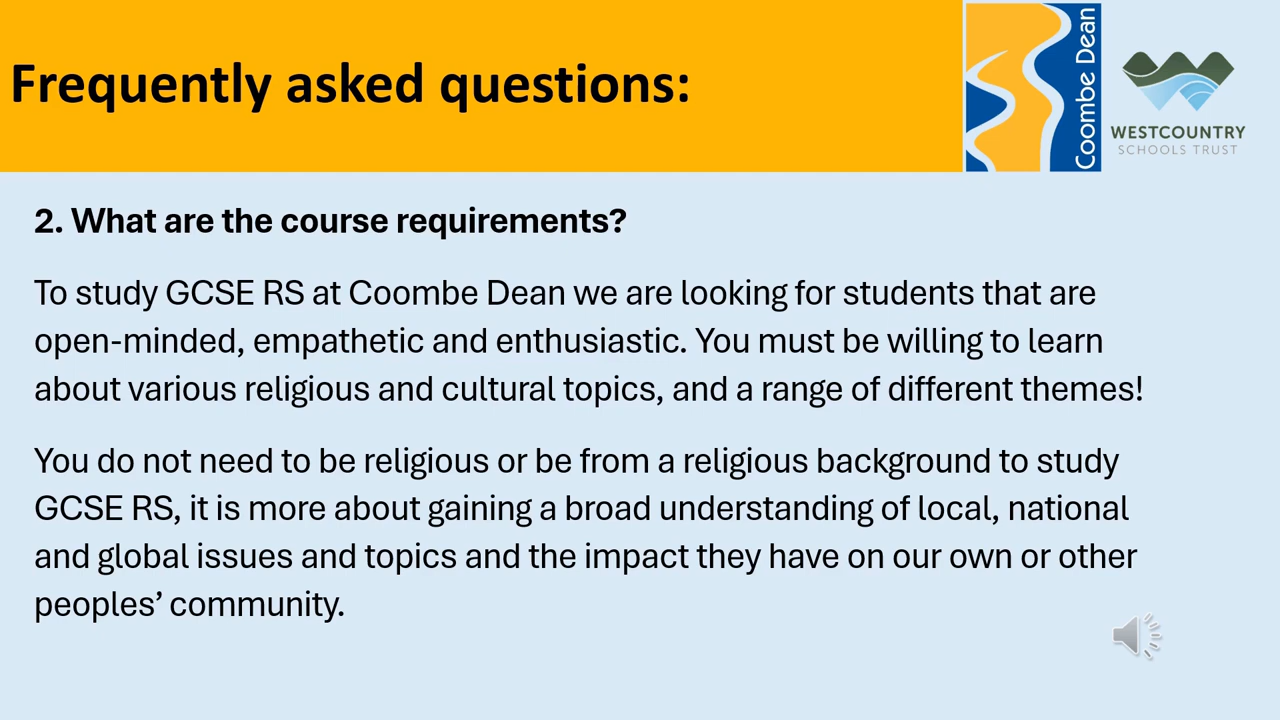 Frequently asked questions:
Coombe Dean
WESTCOUNTRY
SCHOOLS TRUST
2. What are the course requirements?
To study GCSE RS at Coombe Dean we are looking for students that are
open-minded, empathetic and enthusiastic. You must be willing to learn
about various religious and cultural topics, and a range of different themes!
You do not need to be religious or be from a religious background to study
GCSE RS, it is more about gaining a broad understanding of local, national
and global issues and topics and the impact they have on our own or other
peoples’ community.